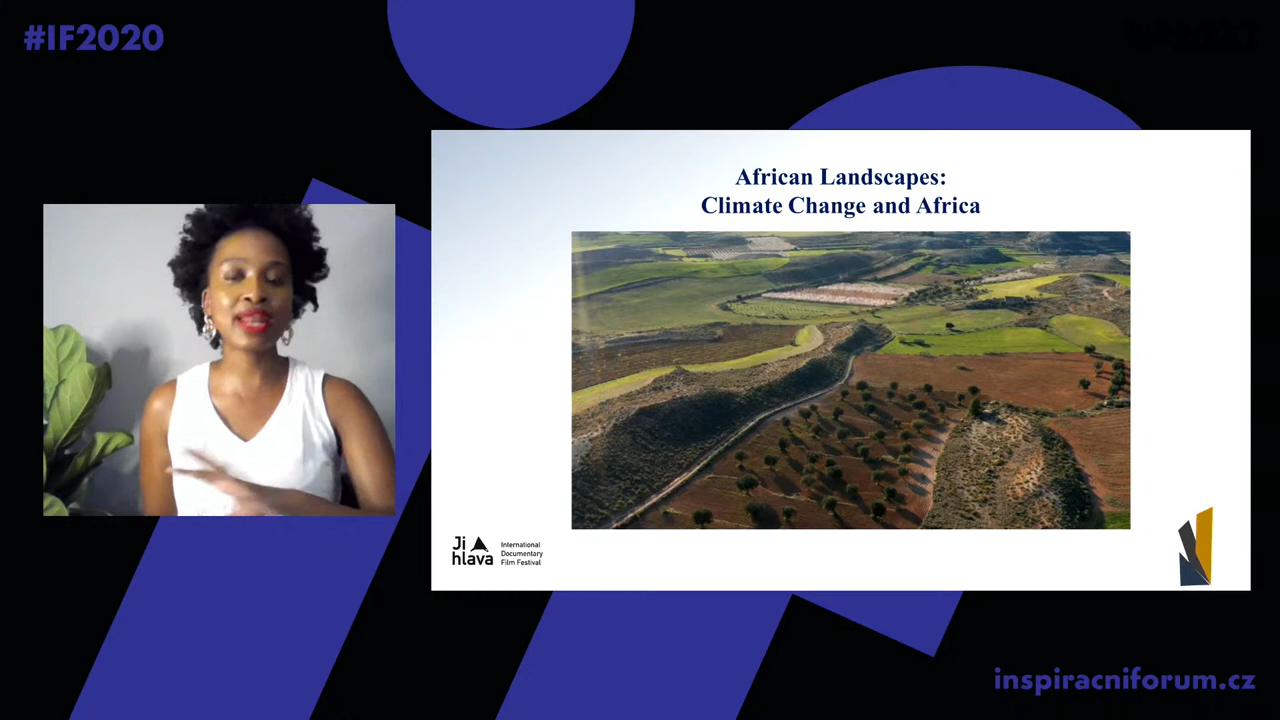 #IF2020
African Landscapes:
Climate Change and Africa
Ji
hlava
International
Documentary
Film Festival
inspiracniforum.cz